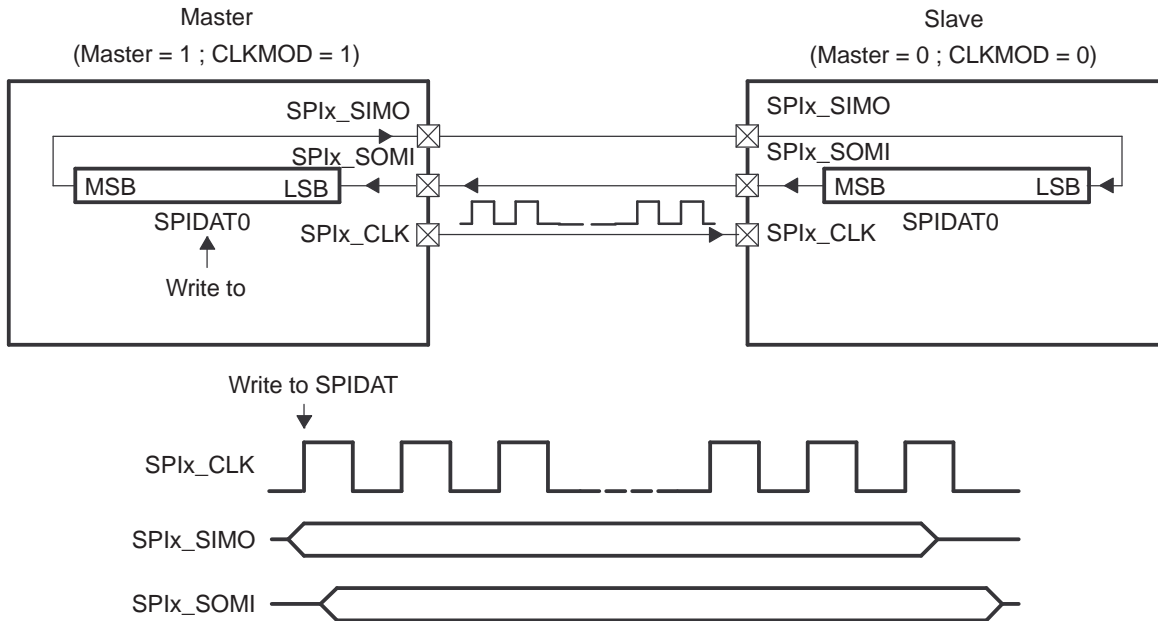 Master
(Master = 1 ; CLKMOD = 1)
Slave
(Master = 0 ; CLKMOD = 0)
SPIx_SIMO
SPIx_SOMI
MSB
LSB
SPIDAT0
SPIx_CLK
Write to
SPIx_SIMO
SPIx_SOMI
MSB
LSB
SPIDAT0
SPIx_CLK
Write to SPIDAT
SPIx_CLK
SPIx_SIMO
SPIx_SOMI